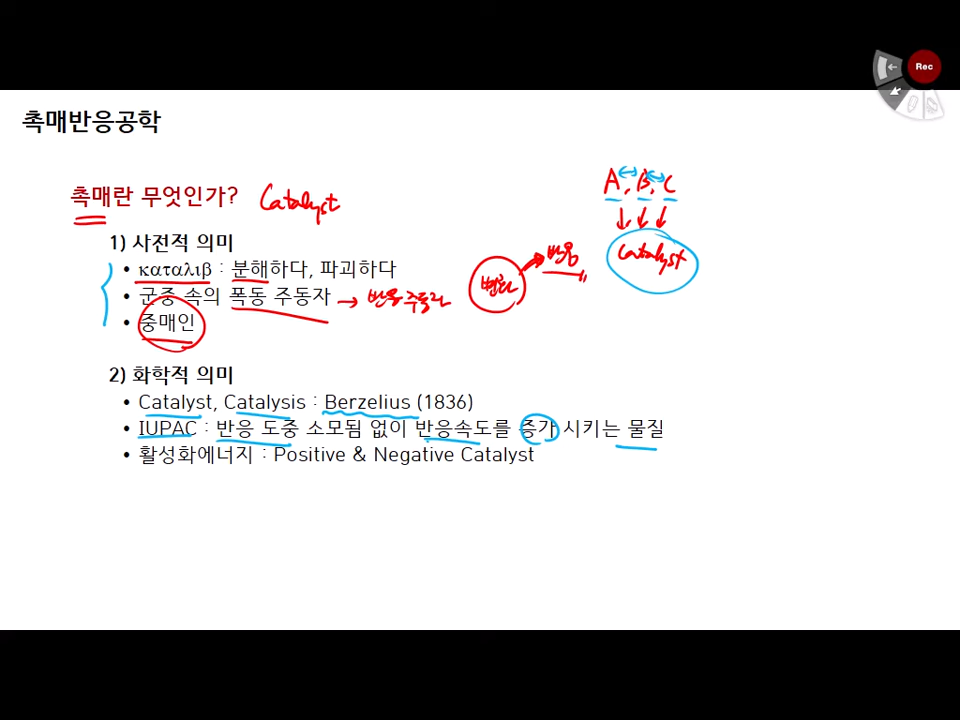 Rec
촉매반응공학
A, B, C
촉매란 무엇인가? Catalyst
1) 사전적 의미
Catalyst
• καταλιβ : 분해하다, 파괴하다
반응
• 군중 속의 폭동 주동자 → 반응 주동자
• 중매인
2) 화학적 의미
• Catalyst, Catalysis : Berzelius (1836)
• IUPAC : 반응 도중 소모됨 없이 반응속도를 증가 시키는 물질
• 활성화에너지 : Positive & Negative Catalyst